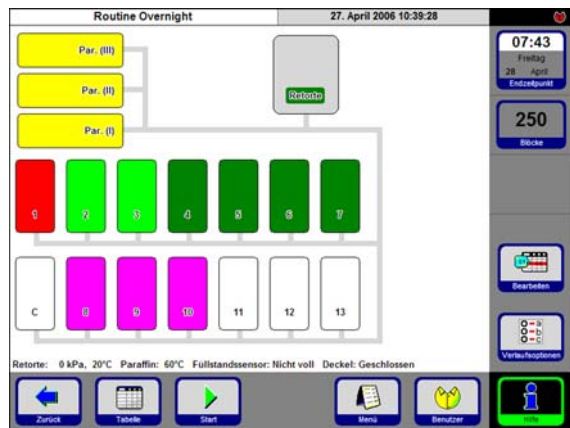 Routine Overnight
27. April 2006 10:39:28
Par. (III)
Par. (II)
Par. (I)
Retorte
07:43
Freitag
28 April
Endzeitpunkt
250
Blöcke
1 2 3 4 5 6 7
C 8 9 10 11 12 13
Bearbeiten
Verlaufsoptionen
Retorte: 0 kPa, 20°C Paraffin: 60°C Füllstandssensor: Nicht voll Deckel: Geschlossen
Zurück
Tabelle
Start
Menü
Benutzer
Hilfe